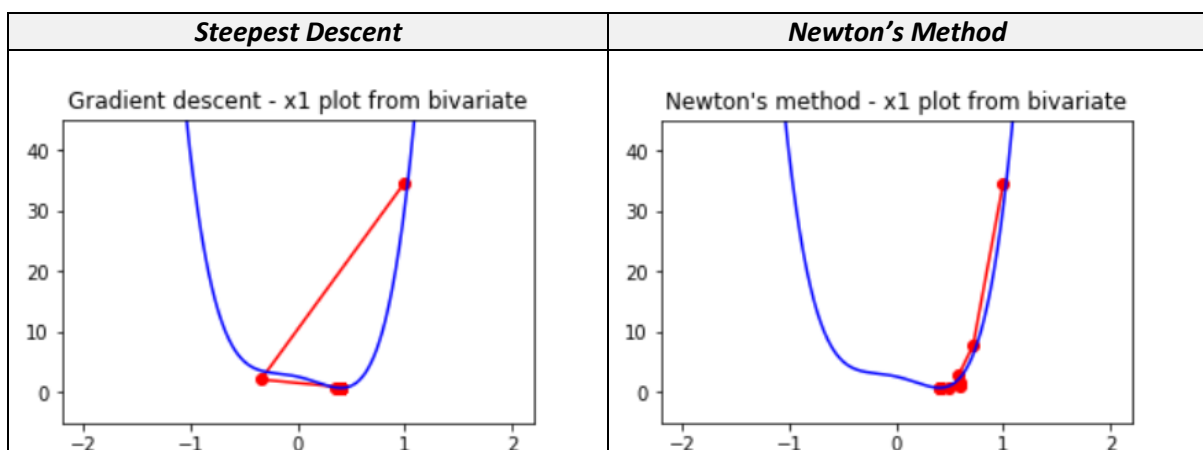 Steepest Descent
Newton’s Method
Gradient descent - x1 plot from bivariate
40
30
20
10
0
−2 −1 0 1 2
Newton's method - x1 plot from bivariate
40
30
20
10
0
−2 −1 0 1 2